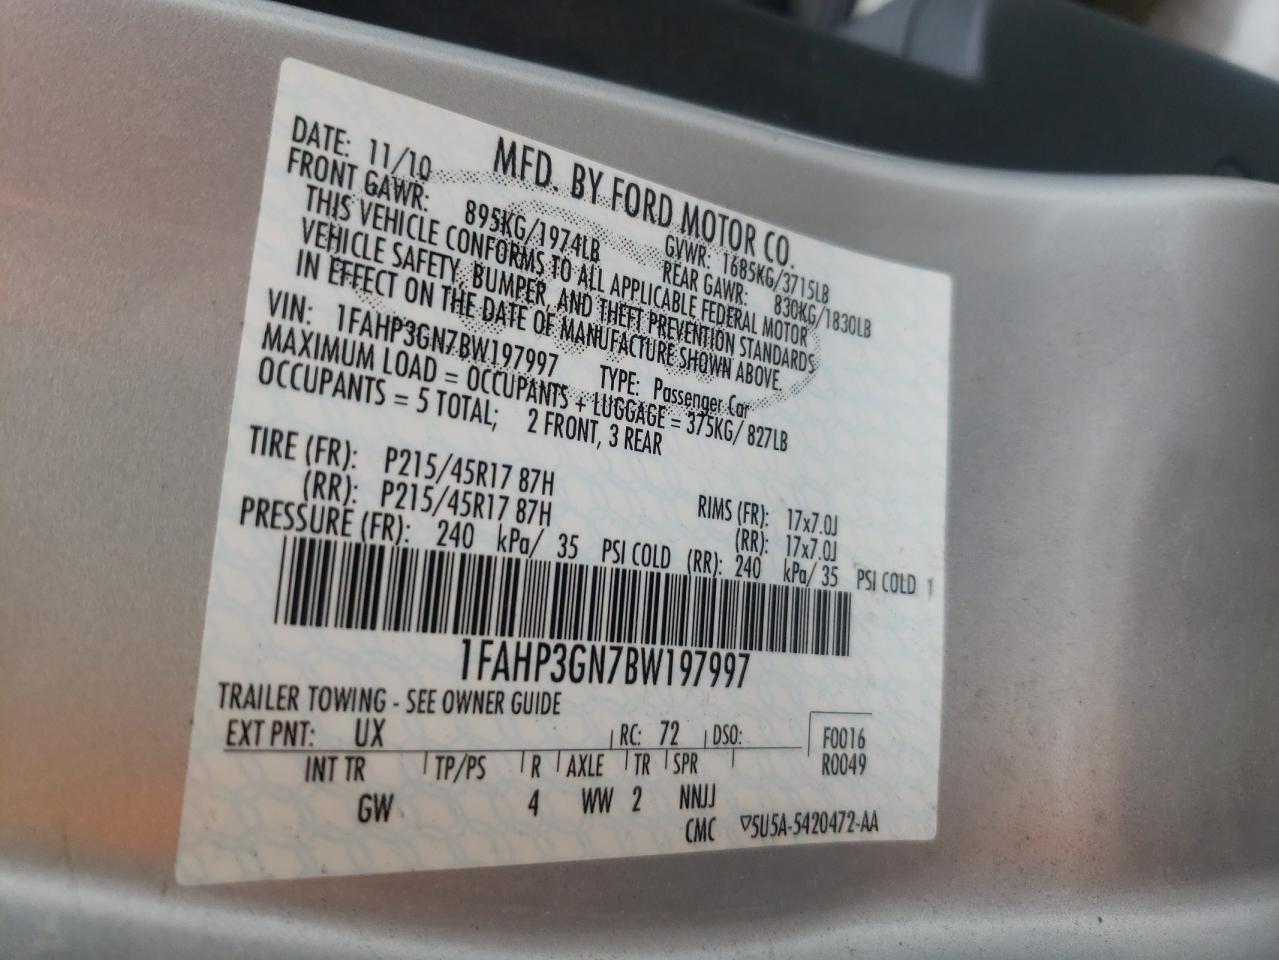 MFD. BY FORD MOTOR CO.
DATE: 11/10 GVWR: 1685KG/3715LB
FRONT GAWR: 895KG/1974LB REAR GAWR: 830KG/1830LB
THIS VEHICLE CONFORMS TO ALL APPLICABLE FEDERAL MOTOR
VEHICLE SAFETY, BUMPER, AND THEFT PREVENTION STANDARDS
IN EFFECT ON THE DATE OF MANUFACTURE SHOWN ABOVE.
VIN: 1FAHP3GN7BW197997 TYPE: Passenger Car
MAXIMUM LOAD = OCCUPANTS + LUGGAGE = 375KG/827LB
OCCUPANTS = 5 TOTAL; 2 FRONT, 3 REAR
TIRE (FR): P215/45R17 87H RIMS (FR): 17x7.0J
(RR): P215/45R17 87H (RR): 17x7.0J
PRESSURE (FR): 240 kPa/ 35 PSI COLD (RR): 240 kPa/ 35 PSI COLD 1
1FAHP3GN7BW197997
TRAILER TOWING - SEE OWNER GUIDE
EXT PNT: UX RC: 72 DSO: F0016
INT TR TP/PS R AXLE TR SPR R0049
GW 4 WW 2 NNJJ
CMC ▽5U5A-5420472-AA